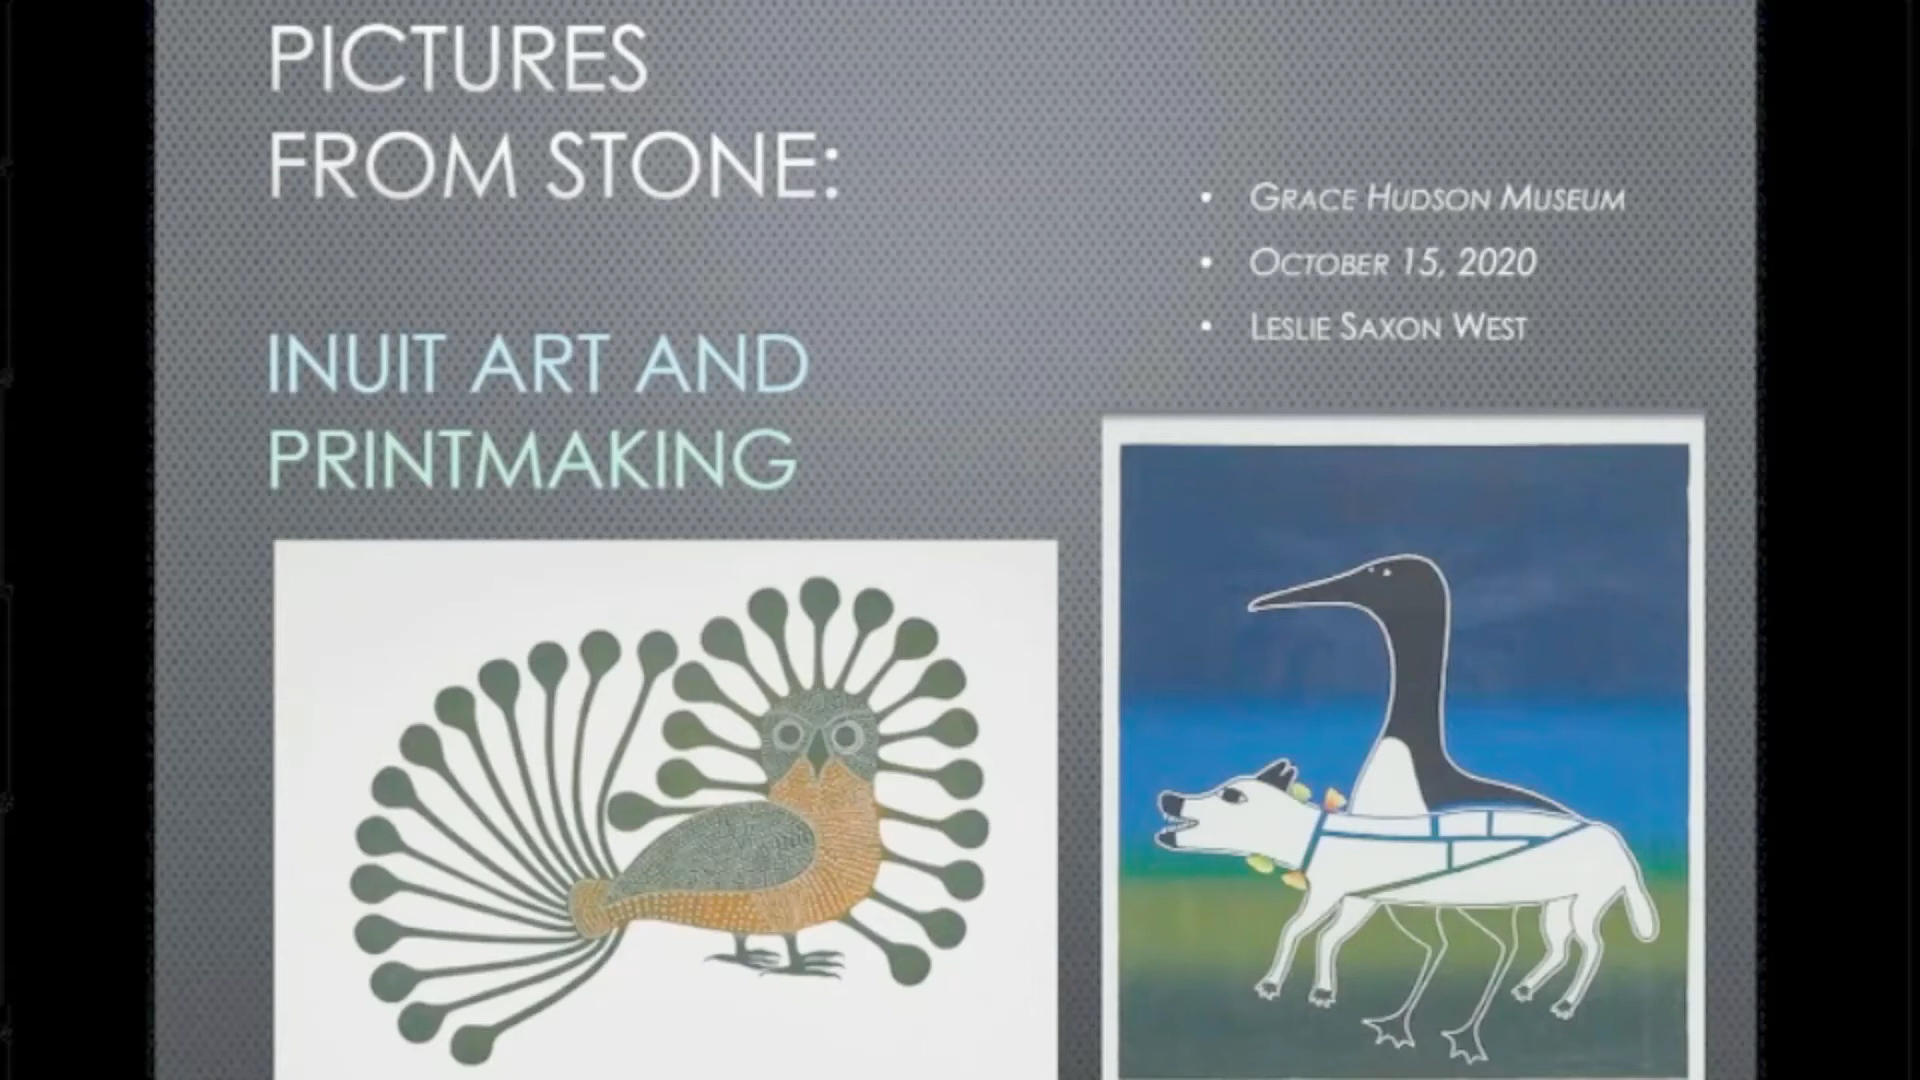 PICTURES
FROM STONE:
INUIT ART AND
PRINTMAKING
• GRACE HUDSON MUSEUM
• OCTOBER 15, 2020
• LESLIE SAXON WEST